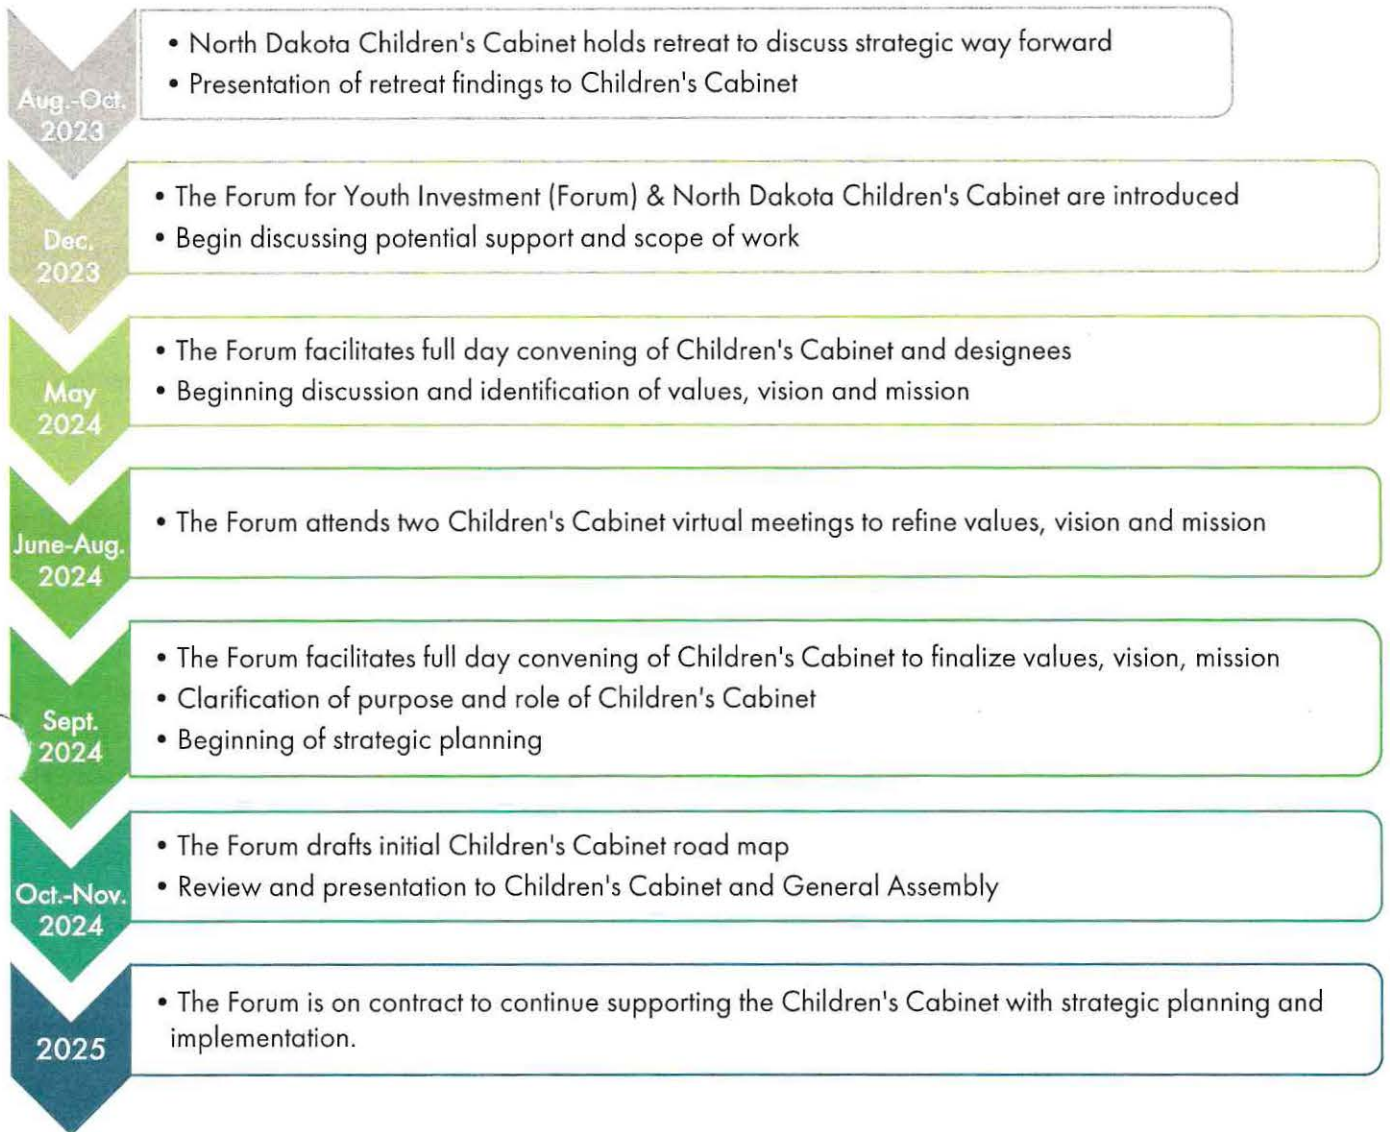 Aug.-Oct.
2023
• North Dakota Children's Cabinet holds retreat to discuss strategic way forward
• Presentation of retreat findings to Children's Cabinet
Dec.
2023
• The Forum for Youth Investment (Forum) & North Dakota Children's Cabinet are introduced
• Begin discussing potential support and scope of work
May
2024
• The Forum facilitates full day convening of Children's Cabinet and designees
• Beginning discussion and identification of values, vision and mission
June-Aug.
2024
• The Forum attends two Children's Cabinet virtual meetings to refine values, vision and mission
Sept.
2024
• The Forum facilitates full day convening of Children's Cabinet to finalize values, vision, mission
• Clarification of purpose and role of Children's Cabinet
• Beginning of strategic planning
Oct.-Nov.
2024
• The Forum drafts initial Children's Cabinet road map
• Review and presentation to Children's Cabinet and General Assembly
2025
• The Forum is on contract to continue supporting the Children's Cabinet with strategic planning and
implementation.